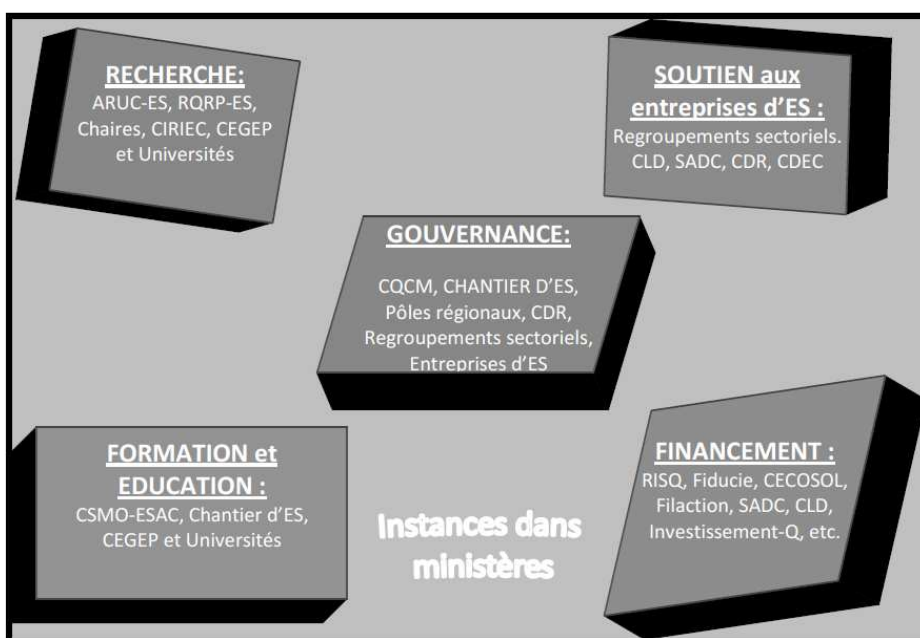 RECHERCHE:
ARUC-ES, RQRP-ES,
Chaires, CIRIEC, CEGEP
et Universités
SOUTIEN aux
entreprises d'ES :
Regroupements sectoriels.
CLD, SADC, CDR, CDEC
GOUVERNANCE:
CQCM, CHANTIER D'ES,
Pôles régionaux, CDR,
Regroupements sectoriels,
Entreprises d'ES
FORMATION et
EDUCATION :
CSMO-ESAC, Chantier d'ES,
CEGEP et Universités
Instances dans
ministères
FINANCEMENT :
RISQ, Fiducie, CECOSOL,
Filaction, SADC, CLD,
Investissement-Q, etc.